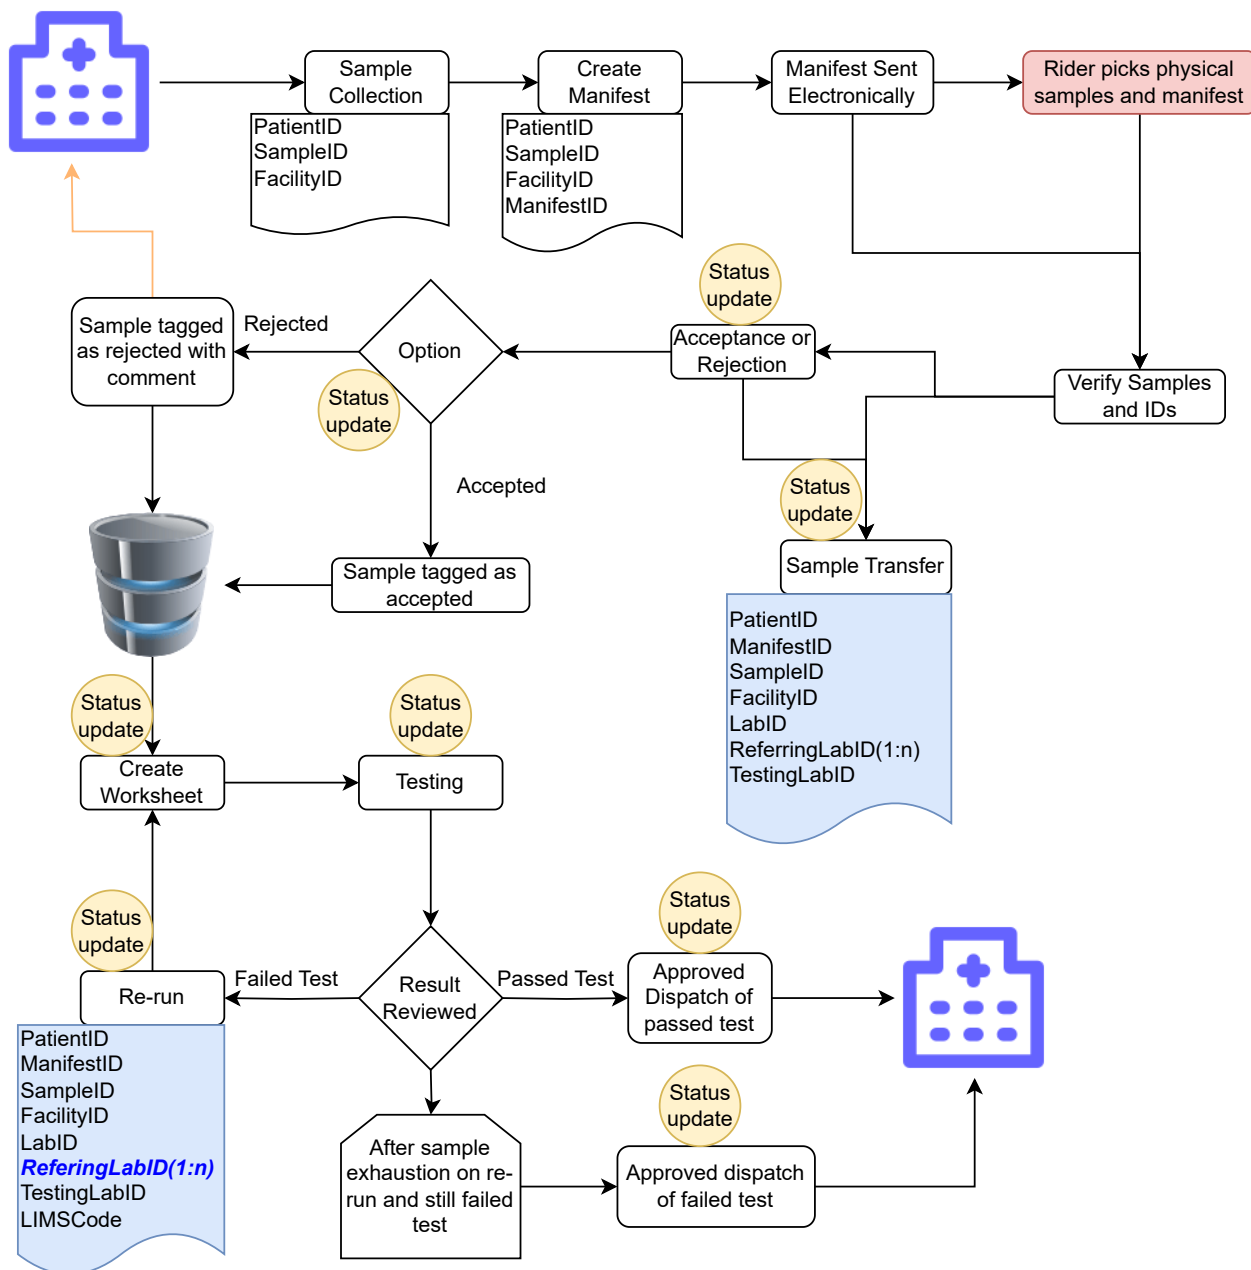 Sample
Collection
PatientID
SampleID
FacilityID
Create
Manifest
PatientID
SampleID
FacilityID
ManifestID
Manifest Sent
Electronically
Rider picks physical
samples and manifest
Status
update
Sample tagged
as rejected with
comment
Rejected
Option
Status
update
Acceptance or
Rejection
Verify Samples
and IDs
Accepted
Status
update
Sample tagged as
accepted
Sample Transfer
PatientID
ManifestID
SampleID
FacilityID
LabID
ReferringLabID(1:n)
TestingLabID
Status
update
Create
Worksheet
Status
update
Testing
Status
update
Re-run
Failed Test
Result
Reviewed
Passed Test
Status
update
Approved
Dispatch of
passed test
PatientID
ManifestID
SampleID
FacilityID
LabID
ReferingLabID(1:n)
TestingLabID
LIMSCode
After sample
exhaustion on re-
run and still failed
test
Status
update
Approved dispatch
of failed test